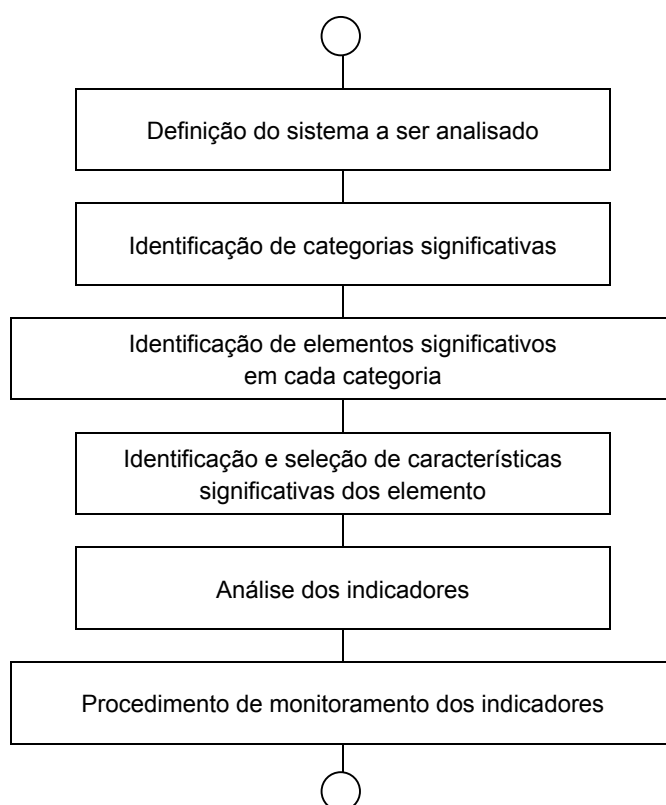 Definição do sistema a ser analisado
Identificação de categorias significativas
Identificação de elementos significativos
em cada categoria
Identificação e seleção de características
significativas dos elemento
Análise dos indicadores
Procedimento de monitoramento dos indicadores